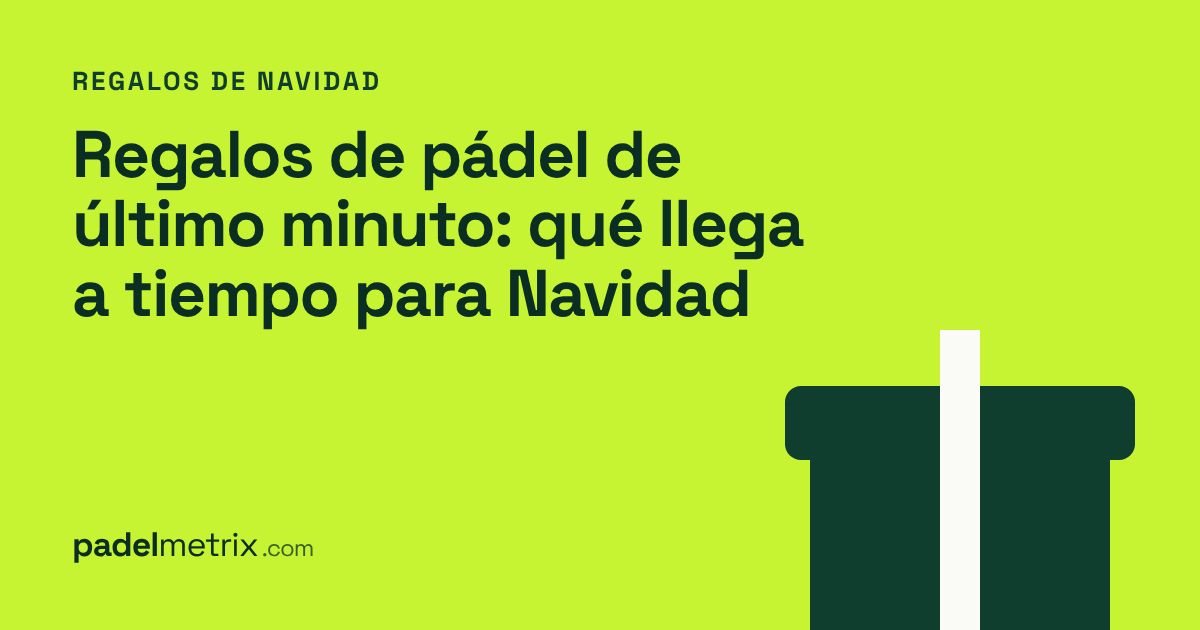 REGALOS DE NAVIDAD
Regalos de pádel de
último minuto: qué llega
a tiempo para Navidad
padelmetrix.com